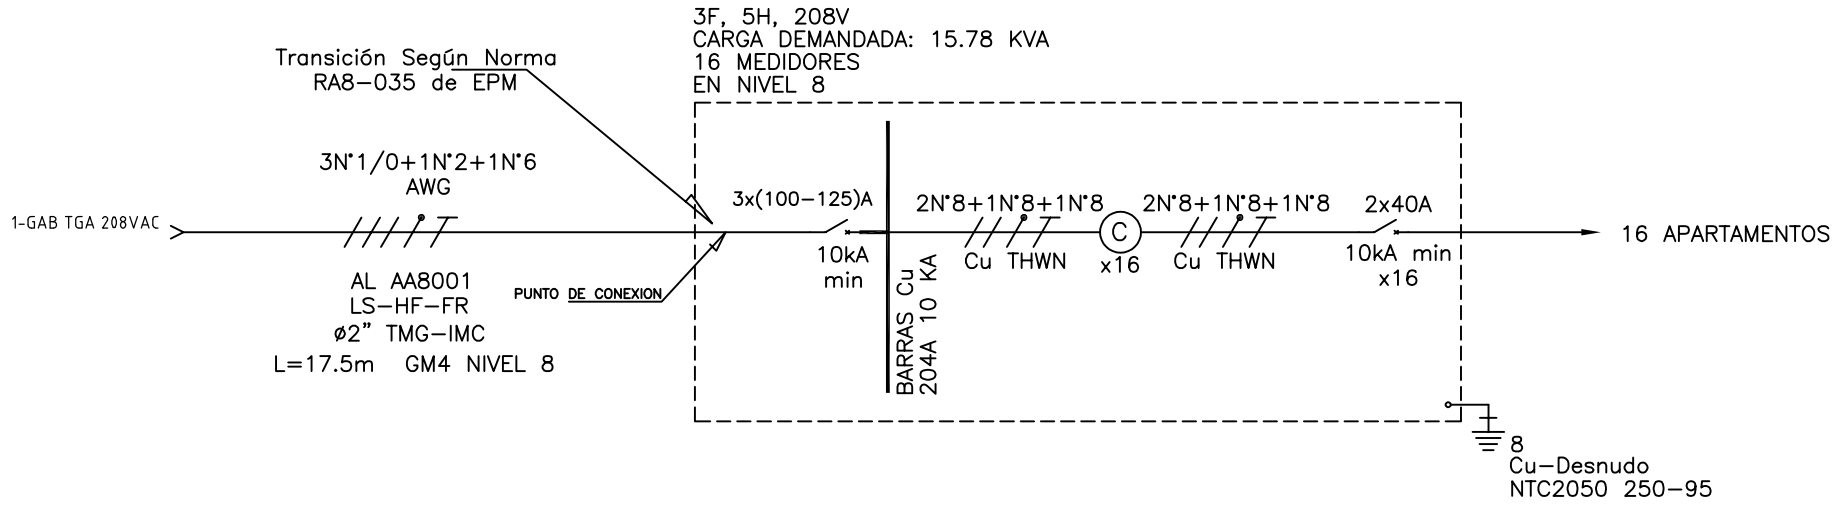 3F, 5H, 208V
CARGA DEMANDADA: 15.78 KVA
16 MEDIDORES
EN NIVEL 8
Transición Según Norma
RA8-035 de EPM
3N°1/0+1N°2+1N°6
AWG
1-GAB TGA 208VAC
AL AA8001
LS-HF-FR
ø2" TMG-IMC
L=17.5m GM4 NIVEL 8
PUNTO DE CONEXION
3x(100-125)A
10kA
min
BARRAS Cu
204A 10 KA
2N°8+1N°8+1N°8
Cu THWN
C
x16
2N°8+1N°8+1N°8
Cu THWN
2x40A
10kA min
x16
16 APARTAMENTOS
8
Cu-Desnudo
NTC2050 250-95